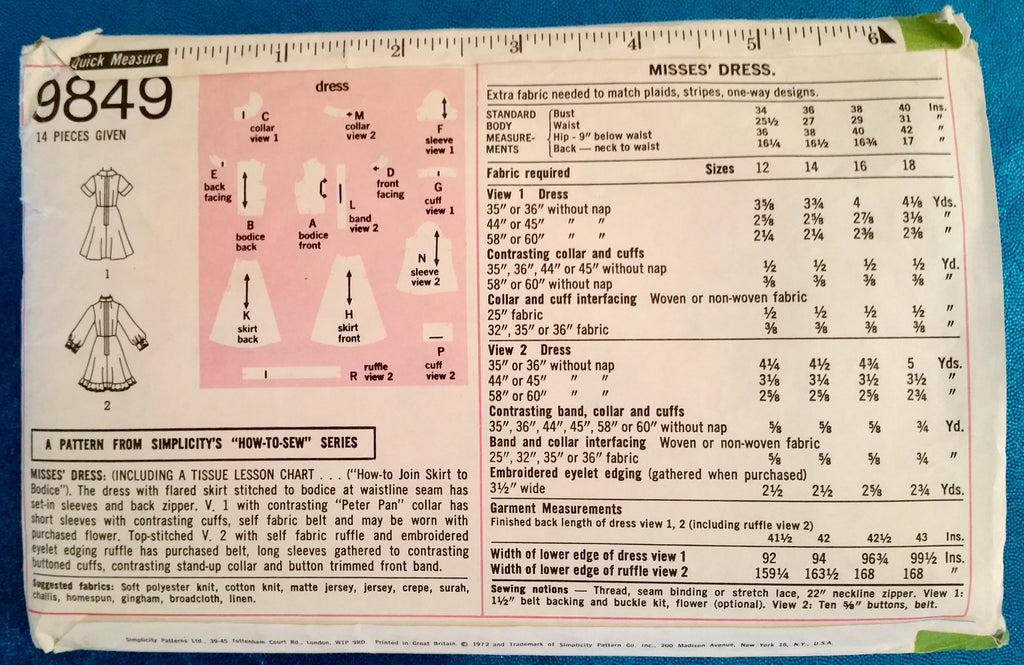 Quick Measure
1 2 3 4 5 6
9849
14 PIECES GIVEN
1
2
dress
C
collar
view 1
M
collar
view 2
F
sleeve
view 1
E
back
facing
D
front
facing
G
cuff
view 1
B
bodice
back
A
bodice
front
L
band
view 2
N
sleeve
view 2
K
skirt
back
H
skirt
front
P
cuff
view 2
R ruffle
view 2
A PATTERN FROM SIMPLICITY'S "HOW-TO-SEW" SERIES
MISSES' DRESS: (INCLUDING A TISSUE LESSON CHART . . . ("How-to Join Skirt to
Bodice"). The dress with flared skirt stitched to bodice at waistline seam has
set-in sleeves and back zipper. V. 1 with contrasting "Peter Pan" collar has
short sleeves with contrasting cuffs, self fabric belt and may be worn with
purchased flower. Top-stitched V. 2 with self fabric ruffle and embroidered
eyelet edging ruffle has purchased belt, long sleeves gathered to contrasting
buttoned cuffs, contrasting stand-up collar and button trimmed front band.
Suggested fabrics: Soft polyester knit, cotton knit, matte jersey, jersey, crepe, surah,
challis, homespun, gingham, broadcloth, linen.
MISSES' DRESS.
Extra fabric needed to match plaids, stripes, one-way designs.
STANDARD Bust 34 36 38 40 Ins.
BODY Waist 25½ 27 29 31 "
MEASURE- Hip - 9" below waist 36 38 40 42 "
MENTS Back — neck to waist 16¼ 16½ 16¾ 17 "
Fabric required Sizes 12 14 16 18
View 1 Dress
35" or 36" without nap 3⅝ 3¾ 4 4⅛ Yds.
44" or 45" " " 2⅝ 2⅝ 2⅞ 3⅛ "
58" or 60" " " 2¼ 2¼ 2⅜ 2⅜ "
Contrasting collar and cuffs
35", 36", 44" or 45" without nap ½ ½ ½ ½ Yd.
58" or 60" without nap ⅜ ⅜ ⅜ ⅜ "
Collar and cuff interfacing Woven or non-woven fabric
25" fabric ½ ½ ½ ½ "
32", 35" or 36" fabric ⅜ ⅜ ⅜ ⅜ "
View 2 Dress
35" or 36" without nap 4¼ 4½ 4¾ 5 Yds.
44" or 45" " " 3⅛ 3¼ 3½ 3½ "
58" or 60" " " 2⅝ 2⅝ 2⅝ 2¾ "
Contrasting band, collar and cuffs
35", 36", 44", 45", 58" or 60" without nap ⅝ ⅝ ⅝ ¾ Yd.
Band and collar interfacing Woven or non-woven fabric
25", 32", 35" or 36" fabric ⅝ ⅝ ⅝ ¾ "
Embroidered eyelet edging (gathered when purchased)
3½" wide 2½ 2½ 2⅝ 2¾ Yds.
Garment Measurements
Finished back length of dress view 1, 2 (including ruffle view 2)
41½ 42 42½ 43 Ins.
Width of lower edge of dress view 1 92 94 96¾ 99½ Ins.
Width of lower edge of ruffle view 2 159¼ 163½ 168 168 "
Sewing notions — Thread, seam binding or stretch lace, 22" neckline zipper. View 1:
1½" belt backing and buckle kit, flower (optional). View 2: Ten ⅝" buttons, belt.
Simplicity Patterns Ltd., 39-45 Tottenham Court Rd., London, W1P 9RD. Printed in Great Britain. © 1972 and Trademark of Simplicity Pattern Co. Inc., 200 Madison Avenue, New York 16, N.Y., U.S.A.